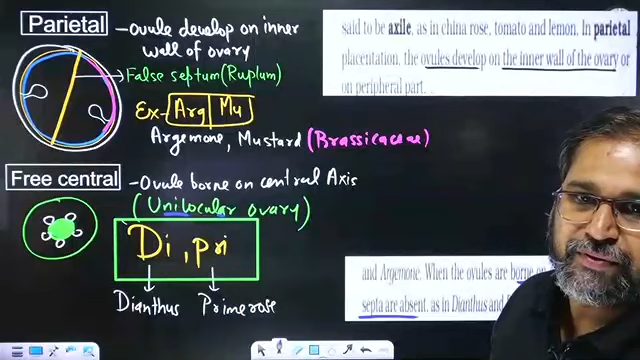 Parietal
-ovule develop on inner
wall of ovary
False septum (Ruplum)
Ex- Arg Mu
Argemone, Mustard (Brassicaceae)
Free central
-Ovule borne on central Axis
(Unilocular ovary)
Di, pri
Dianthus Primerose
said to be axile, as in china rose, tomato and lemon. In parietal
placentation, the ovules develop on the inner wall of the ovary or
on peripheral part.
and Argemone. When the ovules are borne
septa are absent, as in Dianthus and